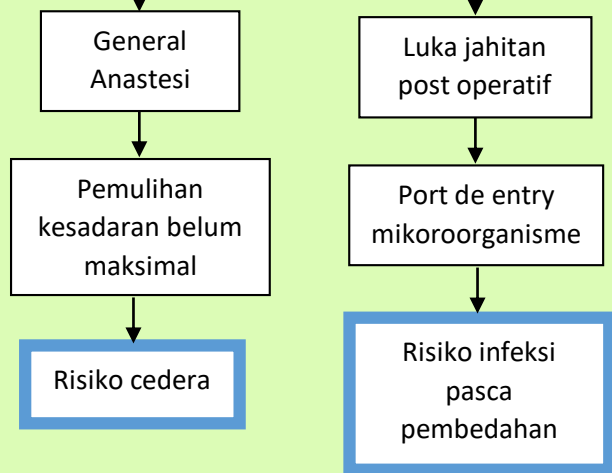 General
Anastesi
Pemulihan
kesadaran belum
maksimal
Risiko cedera
Luka jahitan
post operatif
Port de entry
mikoroorganisme
Risiko infeksi
pasca
pembedahan